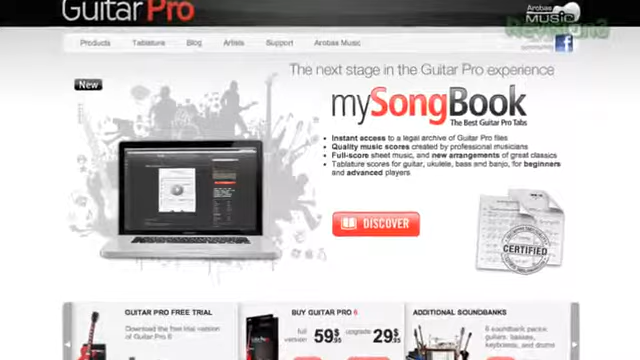 Guitar Pro
Arobas
MUSIC
Products Tablature Blog Artists Support Arobas Music
community
The next stage in the Guitar Pro experience
New
mySongBook
The Best Guitar Pro Tabs
Instant access to a legal archive of Guitar Pro files
Quality music scores created by professional musicians
Full-score sheet music, and new arrangements of great classics
Tablature scores for guitar, ukulele, bass and banjo, for beginners
and advanced players
DISCOVER
CERTIFIED
GUITAR PRO FREE TRIAL
Download the free trial version
of Guitar Pro 6
BUY GUITAR PRO 6
full version 59$95 upgrade 29$95
ADDITIONAL SOUNDBANKS
6 soundbank packs:
guitars, basses,
keyboards, and drums